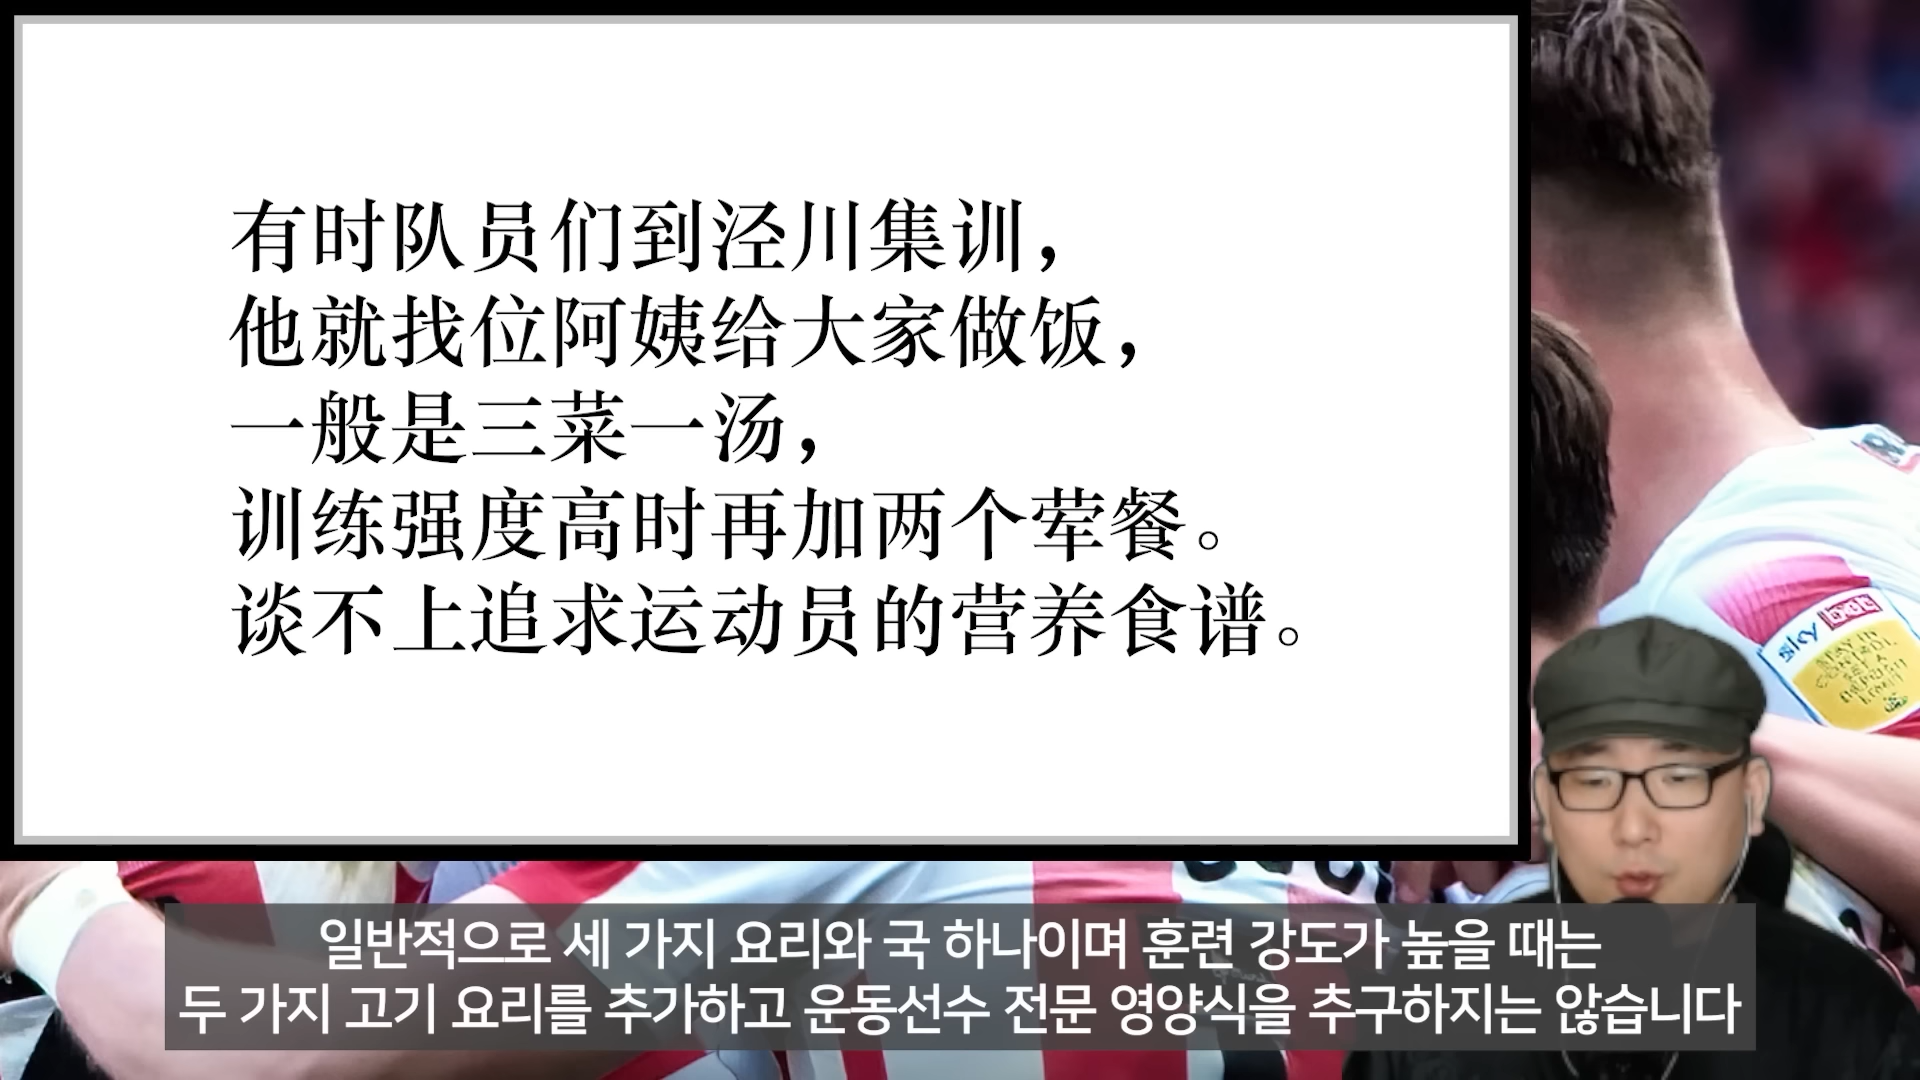 有时队员们到泾川集训，
他就找位阿姨给大家做饭，
一般是三菜一汤，
训练强度高时再加两个荤餐。
谈不上追求运动员的营养食谱。
sky
일반적으로 세 가지 요리와 국 하나이며 훈련 강도가 높을 때는
두 가지 고기 요리를 추가하고 운동선수 전문 영양식을 추구하지는 않습니다